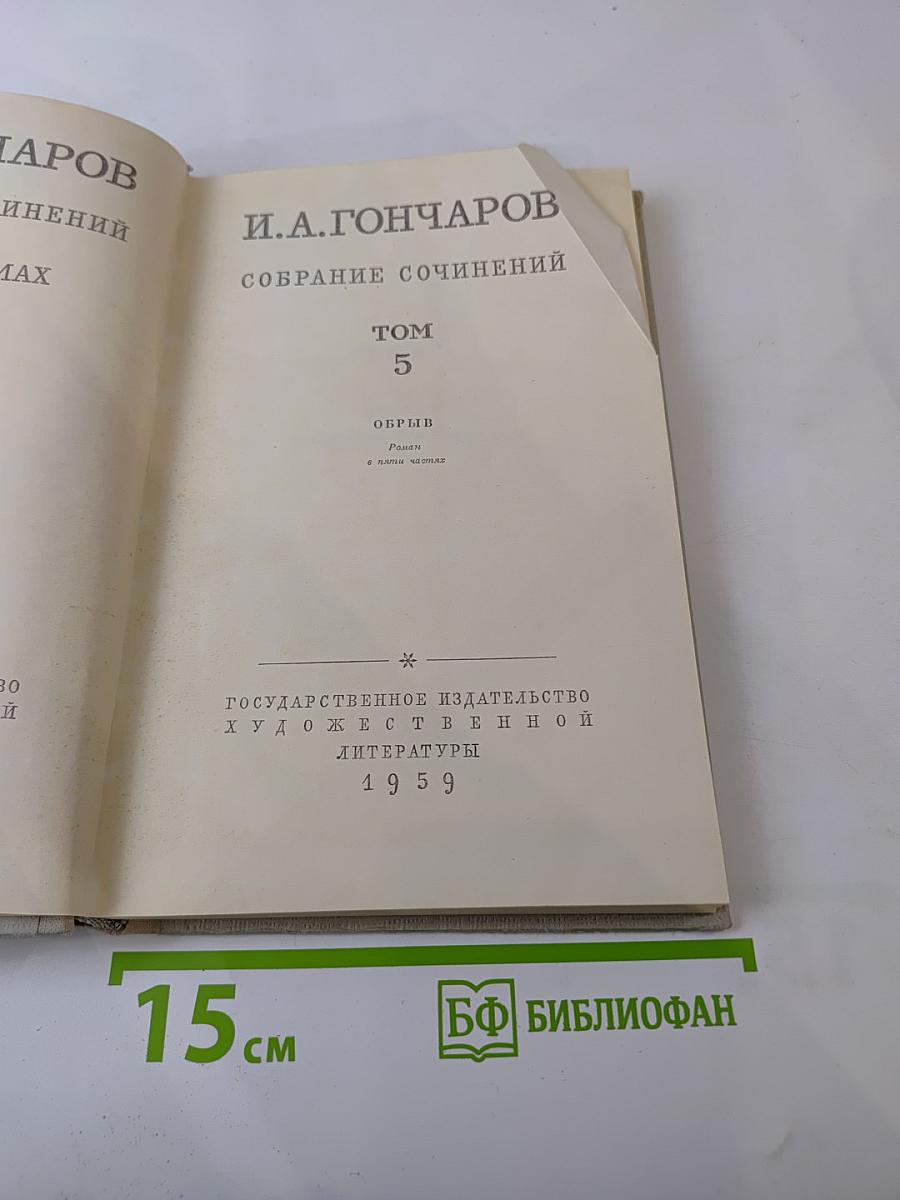 И.А.ГОНЧАРОВ
СОБРАНИЕ СОЧИНЕНИЙ
ТОМ
5
ОБРЫВ
Роман
в пяти частях
ГОСУДАРСТВЕННОЕ ИЗДАТЕЛЬСТВО
ХУДОЖЕСТВЕННОЙ
ЛИТЕРАТУРЫ
1959
15 см
БФ БИБЛИОФАН